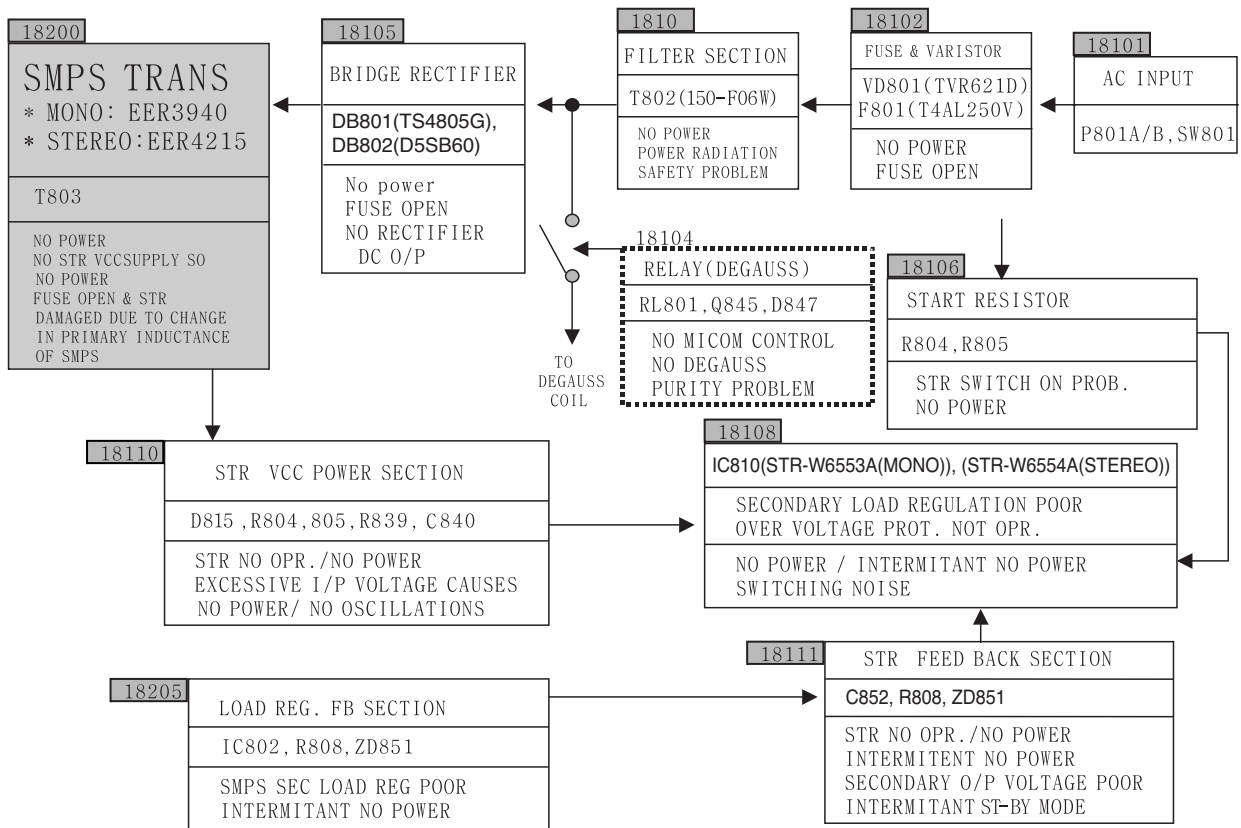 18200
SMPS TRANS
* MONO: EER3940
* STEREO:EER4215
T803
NO POWER
NO STR VCCSUPPLY SO
NO POWER
FUSE OPEN & STR
DAMAGED DUE TO CHANGE
IN PRIMARY INDUCTANCE
OF SMPS
18105
BRIDGE RECTIFIER
DB801(TS4805G),
DB802(D5SB60)
No power
FUSE OPEN
NO RECTIFIER
DC O/P
1810
FILTER SECTION
T802(150-F06W)
NO POWER
POWER RADIATION
SAFETY PROBLEM
18102
FUSE & VARISTOR
VD801(TVR621D)
F801(T4AL250V)
NO POWER
FUSE OPEN
18101
AC INPUT
P801A/B,SW801
TO
DEGAUSS
COIL
18104
RELAY(DEGAUSS)
RL801,Q845,D847
NO MICOM CONTROL
NO DEGAUSS
PURITY PROBLEM
18106
START RESISTOR
R804,R805
STR SWITCH ON PROB.
NO POWER
18110
STR VCC POWER SECTION
D815 ,R804,805,R839, C840
STR NO OPR./NO POWER
EXCESSIVE I/P VOLTAGE CAUSES
NO POWER/ NO OSCILLATIONS
18108
IC810(STR-W6553A(MONO)), (STR-W6554A(STEREO))
SECONDARY LOAD REGULATION POOR
OVER VOLTAGE PROT. NOT OPR.
NO POWER / INTERMITANT NO POWER
SWITCHING NOISE
18205
LOAD REG. FB SECTION
IC802,R808,ZD851
SMPS SEC LOAD REG POOR
INTERMITANT NO POWER
18111
STR FEED BACK SECTION
C852, R808, ZD851
STR NO OPR./NO POWER
INTERMITENT NO POWER
SECONDARY O/P VOLTAGE POOR
INTERMITANT ST-BY MODE